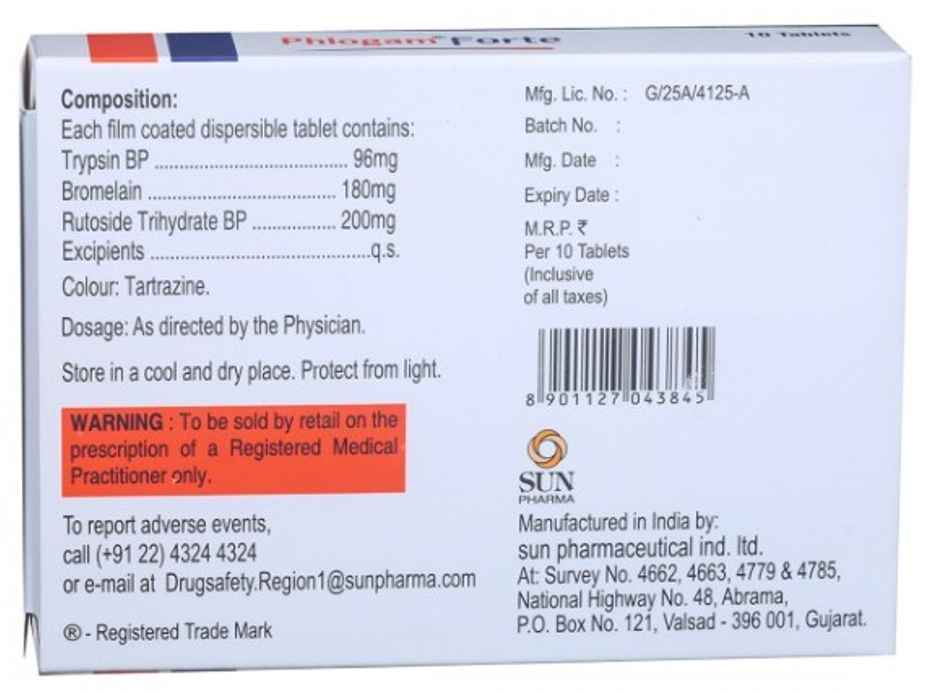 Phlogam® Forte
10 Tablets
Composition:
Each film coated dispersible tablet contains:
Trypsin BP .................................. 96mg
Bromelain ................................. 180mg
Rutoside Trihydrate BP ............... 200mg
Excipients .......................................q.s.
Colour: Tartrazine.
Dosage: As directed by the Physician.
Store in a cool and dry place. Protect from light.
WARNING : To be sold by retail on the
prescription of a Registered Medical
Practitioner only.
To report adverse events,
call (+91 22) 4324 4324
or e-mail at Drugsafety.Region1@sunpharma.com
® - Registered Trade Mark
Mfg. Lic. No. : G/25A/4125-A
Batch No. :
Mfg. Date :
Expiry Date :
M.R.P. ₹
Per 10 Tablets
(Inclusive
of all taxes)
8 901127 043845
SUN
PHARMA
Manufactured in India by:
sun pharmaceutical ind. ltd.
At: Survey No. 4662, 4663, 4779 & 4785,
National Highway No. 48, Abrama,
P.O. Box No. 121, Valsad - 396 001, Gujarat.